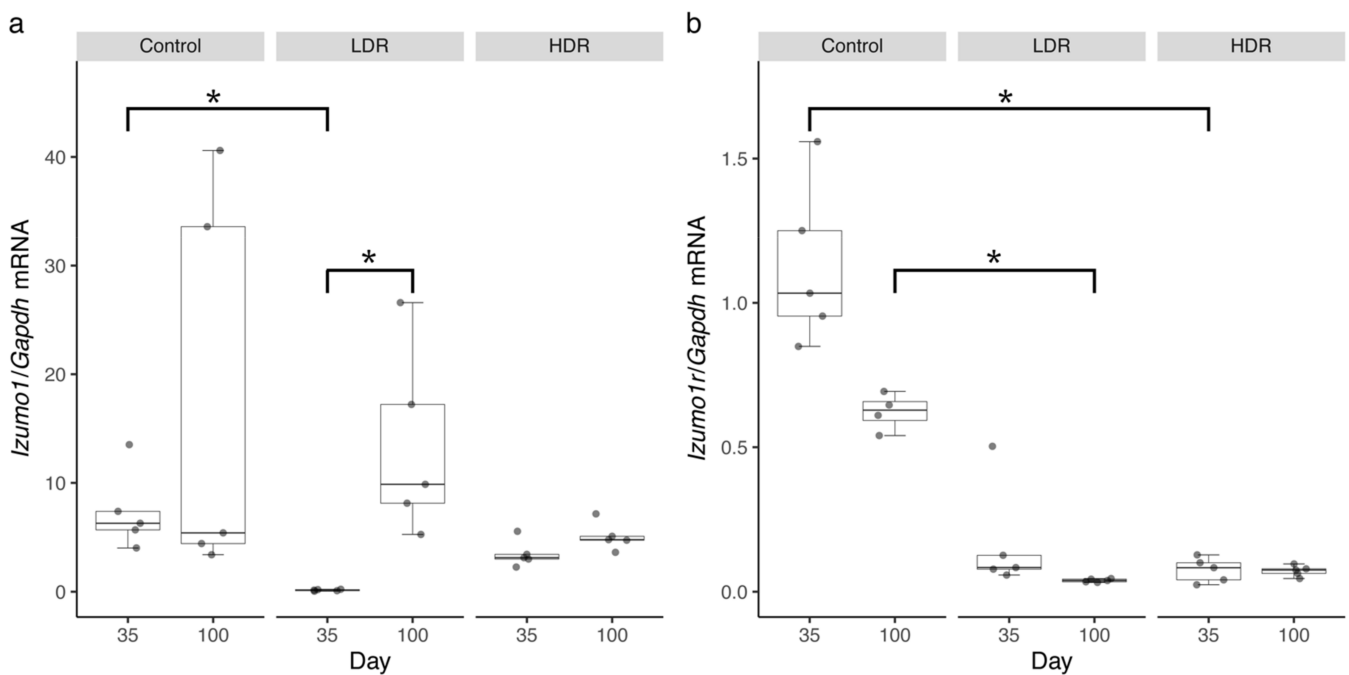 a
Control LDR HDR
*
*
40
30
20
10
0
Izumo1/Gapdh mRNA
35 100 35 100 35 100
Day
b
Control LDR HDR
*
*
1.5
1.0
0.5
0.0
Izumo1r/Gapdh mRNA
35 100 35 100 35 100
Day